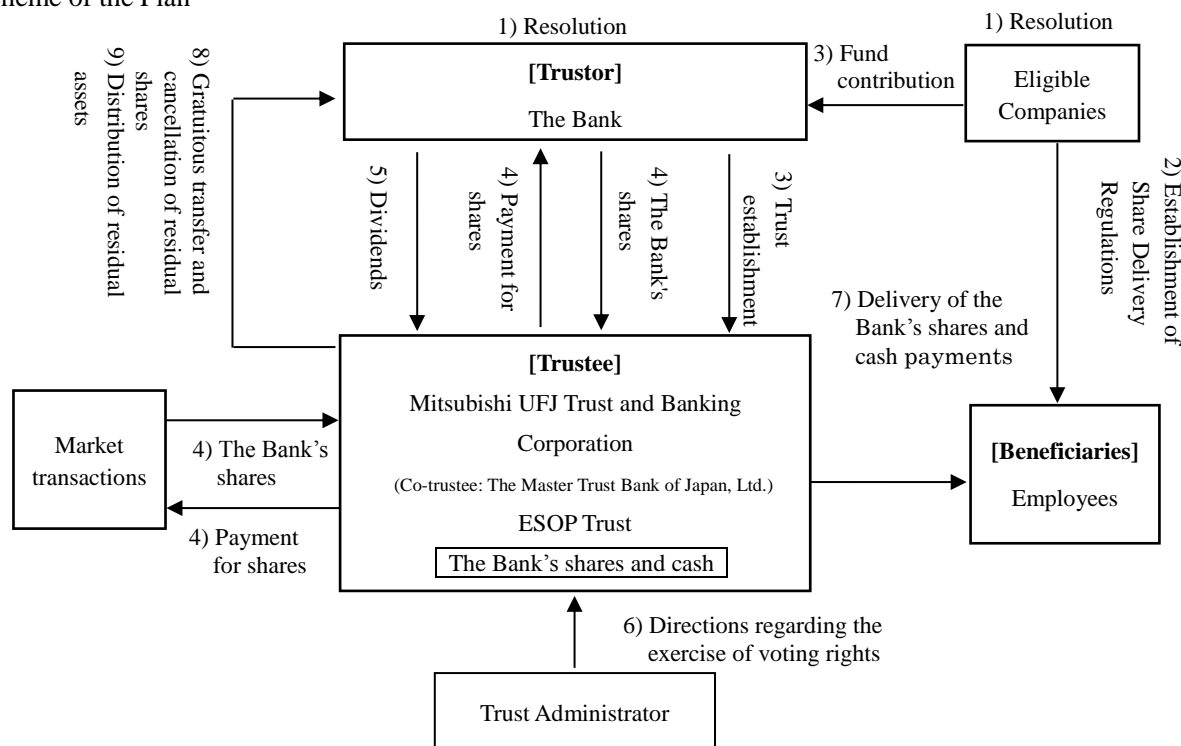 heme of the Plan
1) Resolution
1) Resolution
[Trustor]
The Bank
3) Fund
contribution
Eligible
Companies
8) Gratuitous transfer and
cancellation of residual
shares
9) Distribution of residual
assets
5) Dividends
4) Payment for
shares
4) The Bank's
shares
3) Trust
establishment
2) Establishment of
Share Delivery
Regulations
7) Delivery of the
Bank’s shares and
cash payments
[Trustee]
Mitsubishi UFJ Trust and Banking
Corporation
(Co-trustee: The Master Trust Bank of Japan, Ltd.)
ESOP Trust
The Bank’s shares and cash
Market
transactions
4) The Bank’s
shares
4) Payment
for shares
[Beneficiaries]
Employees
6) Directions regarding the
exercise of voting rights
Trust Administrator